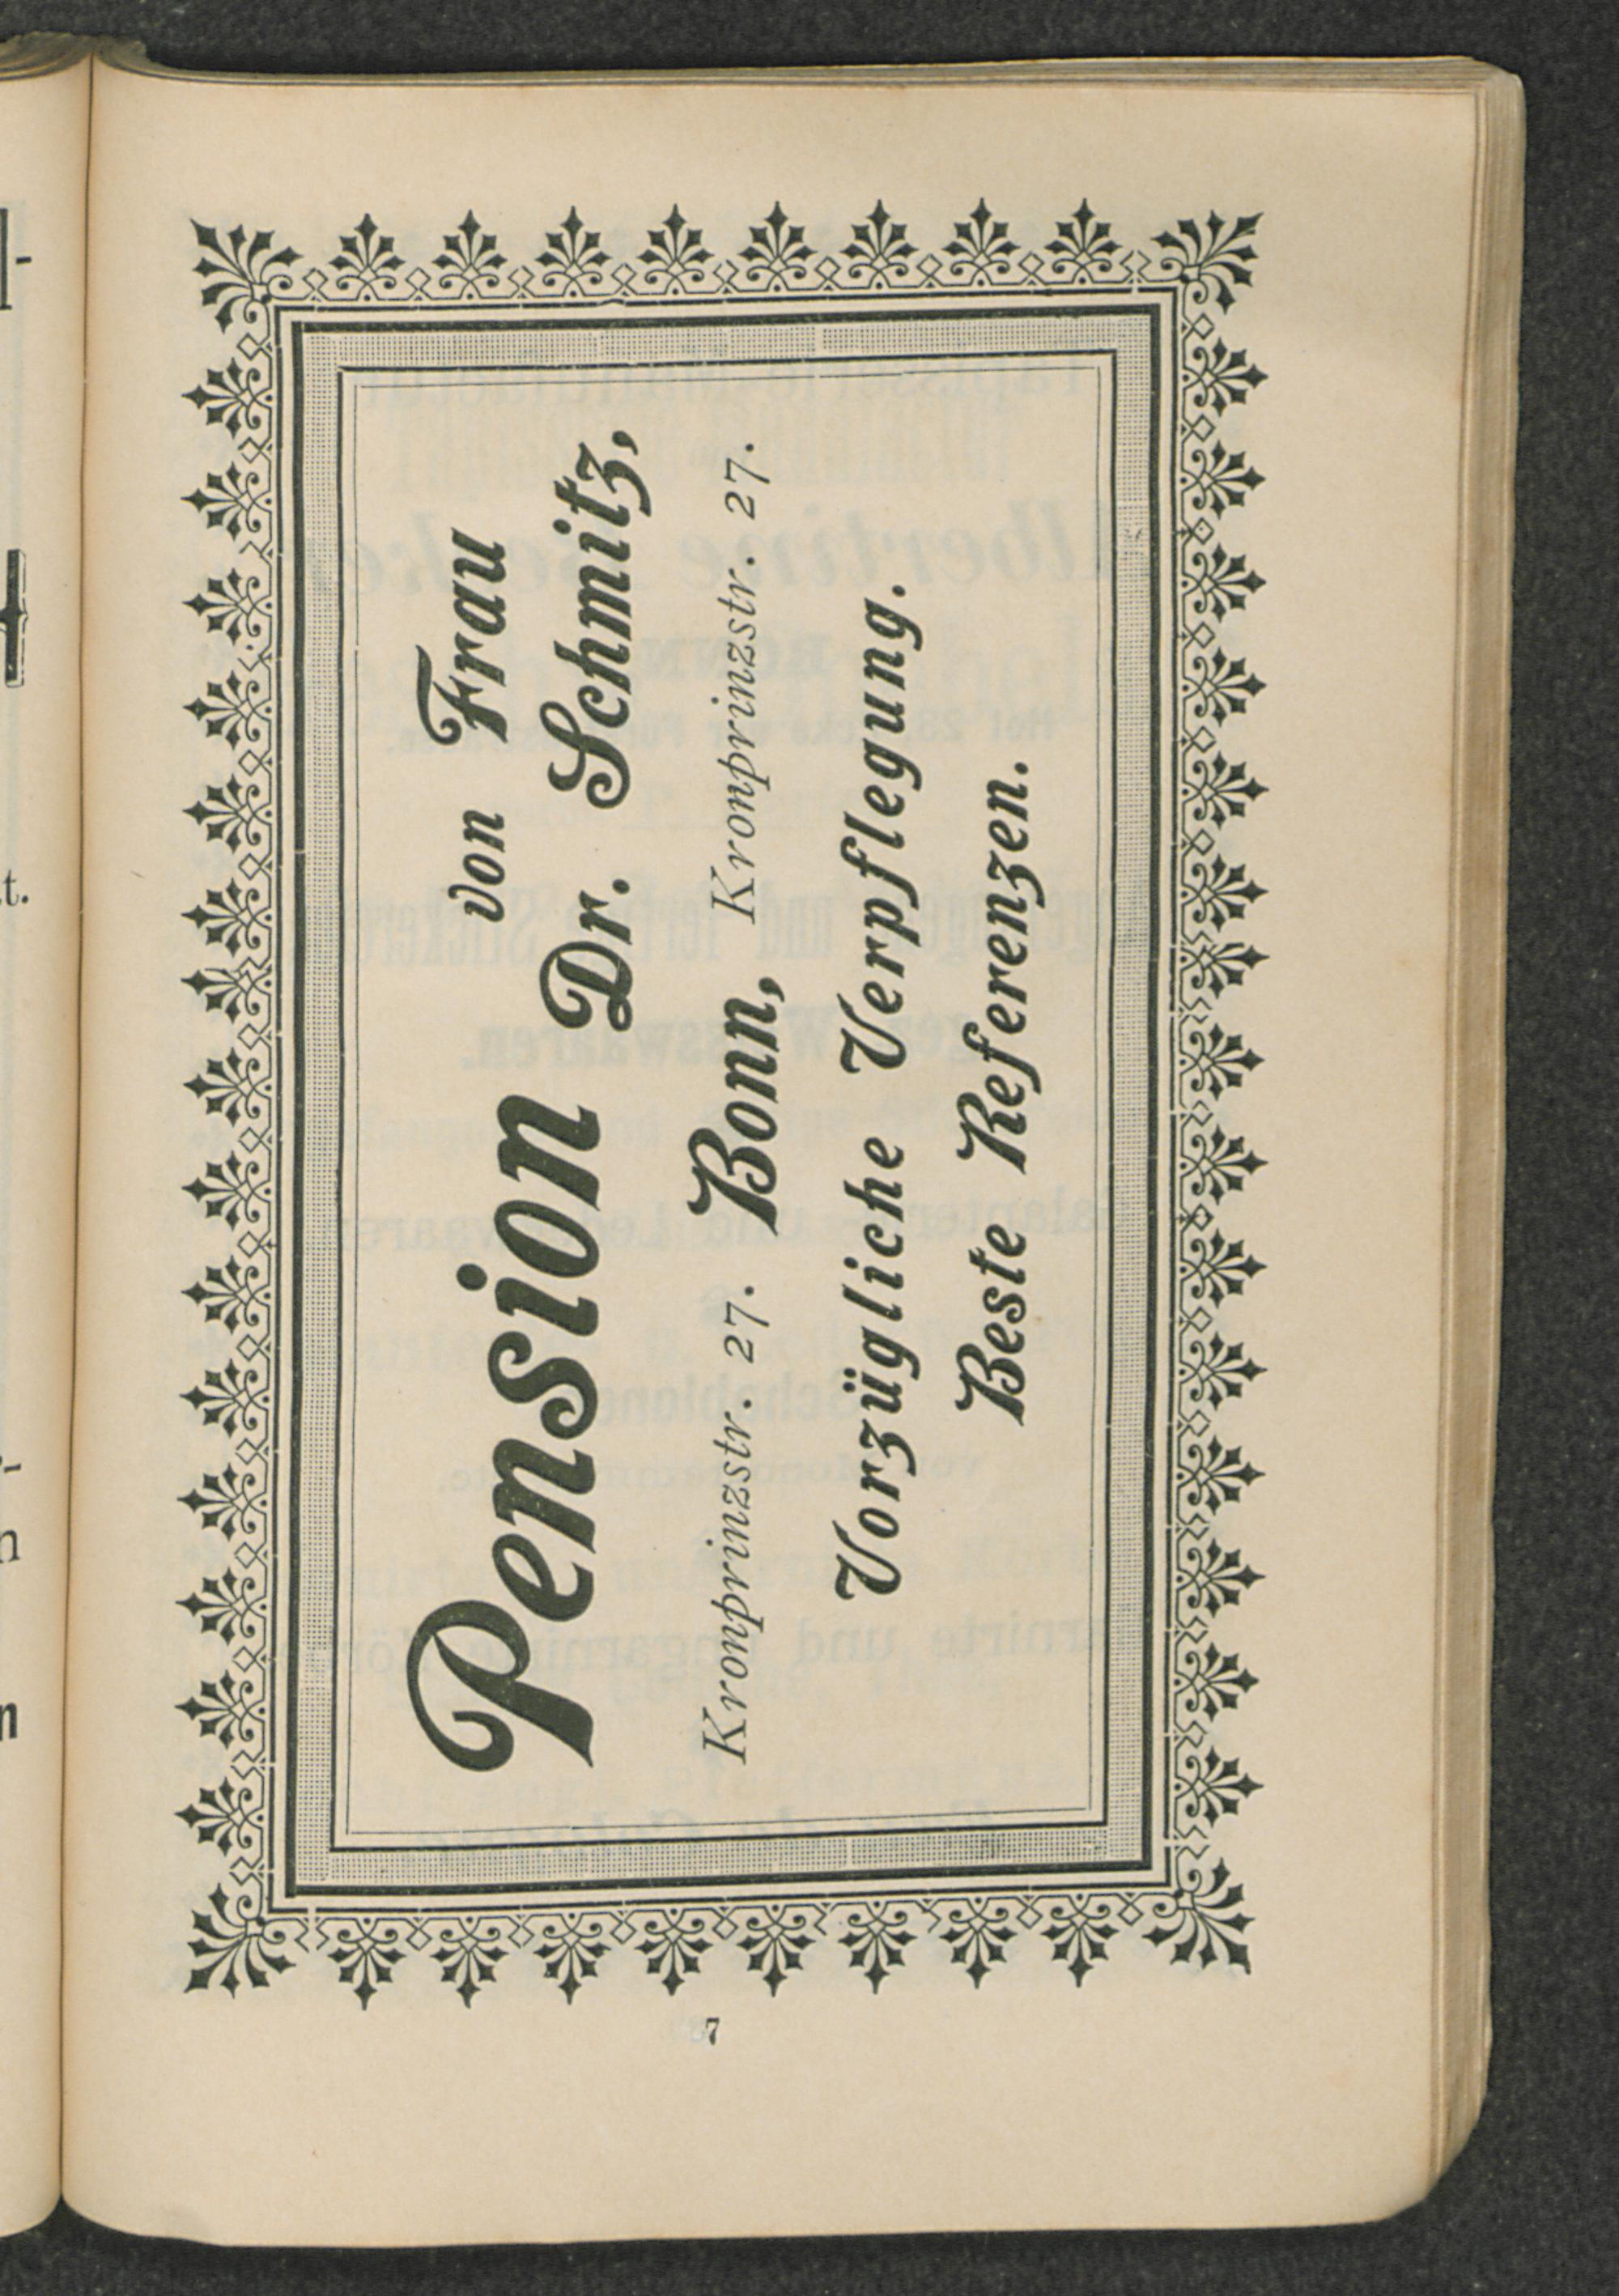 Pension von Frau
Dr. Schmitz,
Kronprinzstr. 27. Bonn, Kronprinzstr. 27.
Vorzügliche Verpflegung.
Beste Referenzen.
7